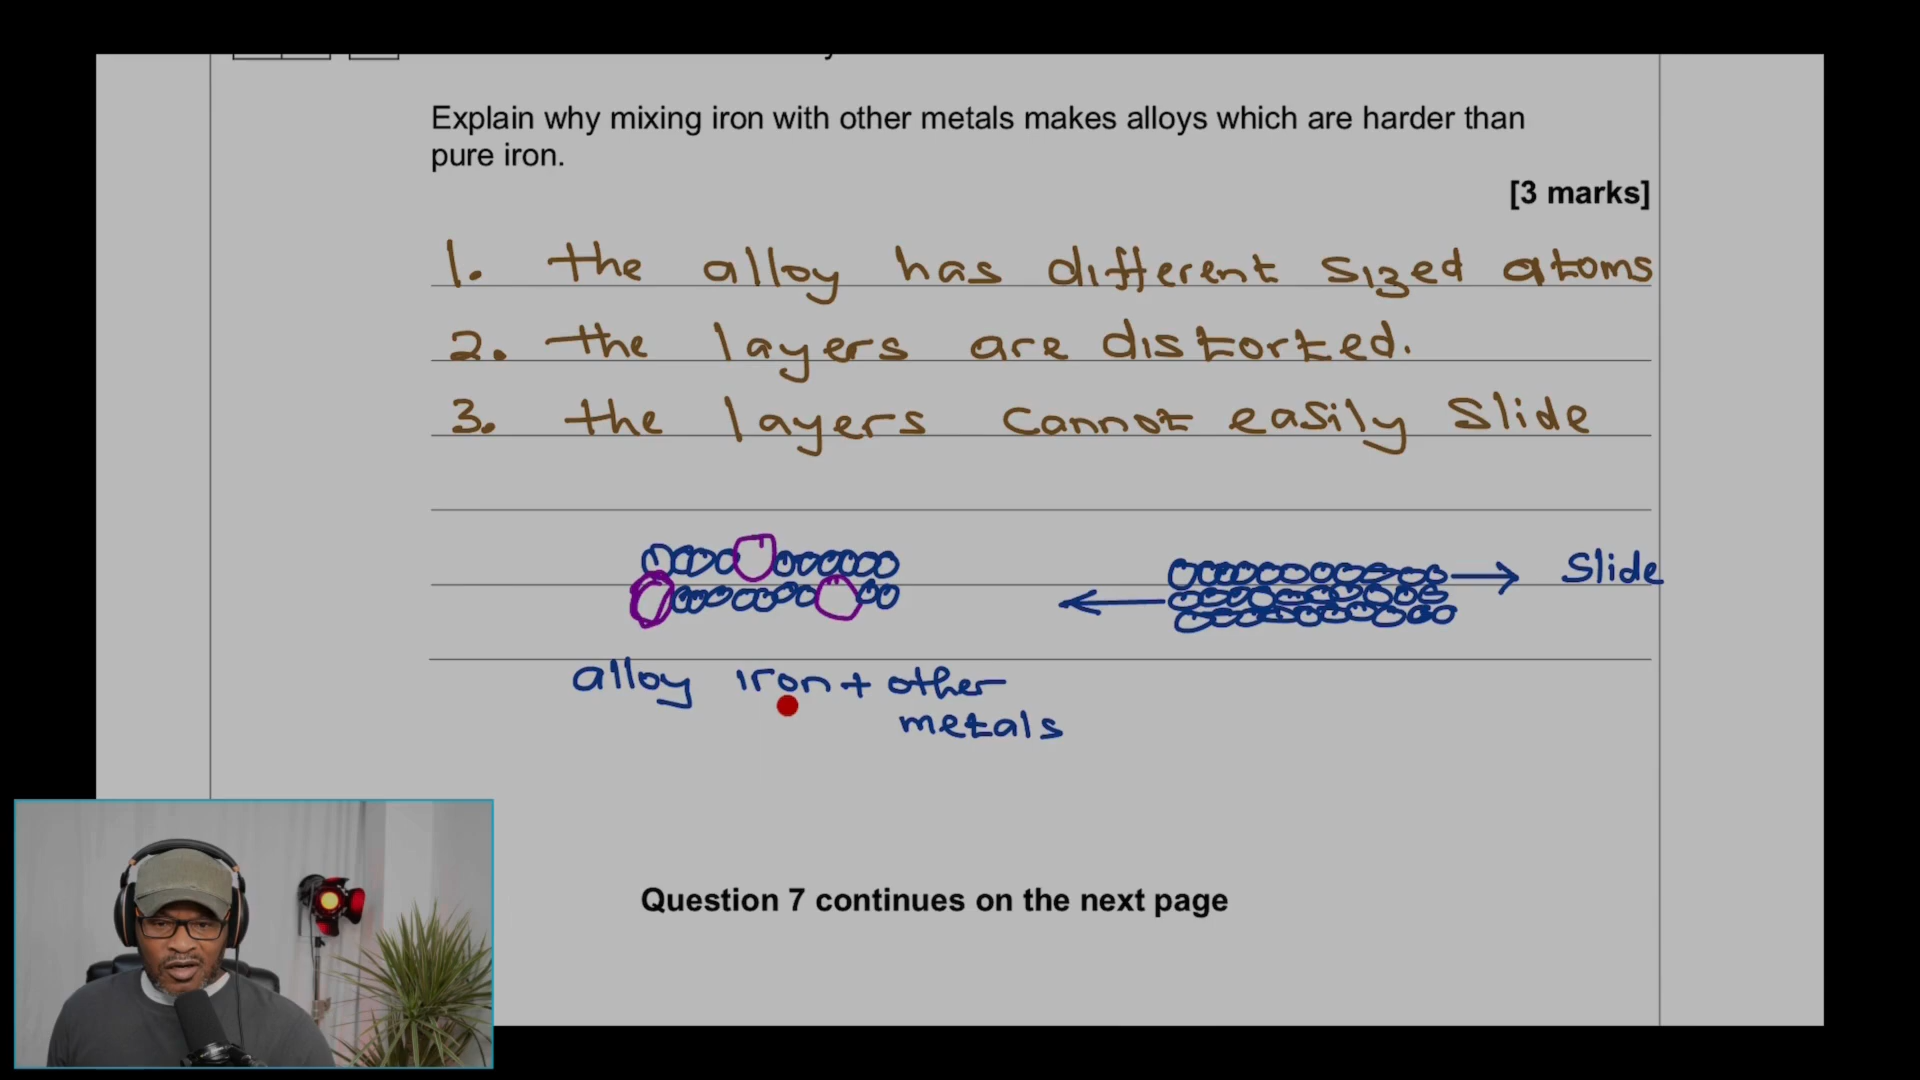 Explain why mixing iron with other metals makes alloys which are harder than
pure iron.
[3 marks]
1. the alloy has different sized atoms
2. the layers are distorted.
3. the layers cannot easily slide
Slide
alloy iron + other
metals
Question 7 continues on the next page